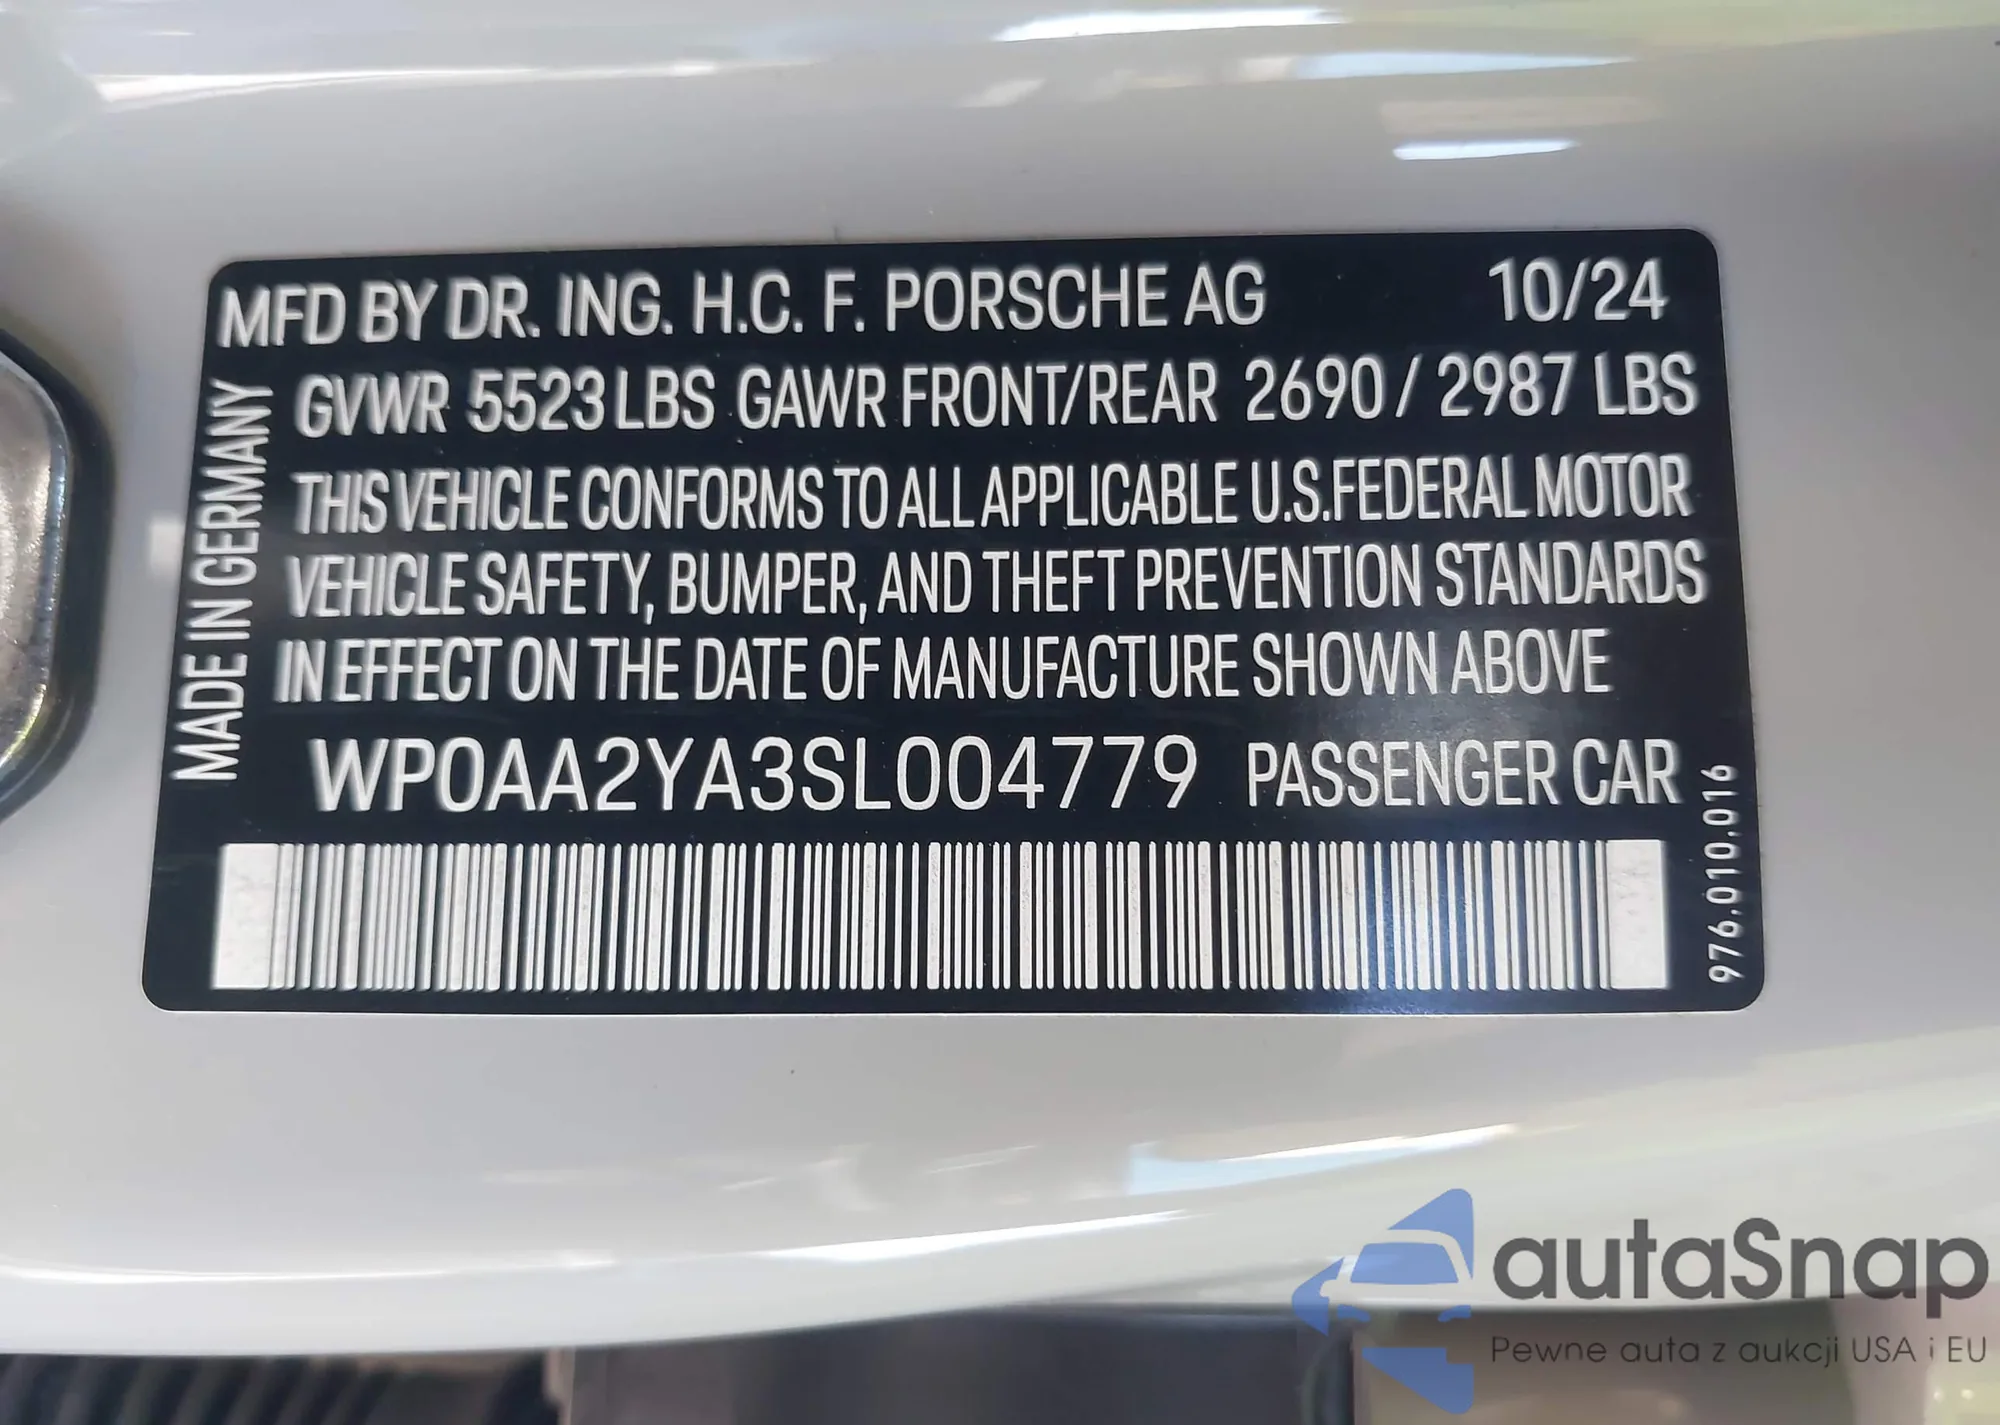 MFD BY DR. ING. H.C. F. PORSCHE AG 10/24
GVWR 5523 LBS GAWR FRONT/REAR 2690 / 2987 LBS
THIS VEHICLE CONFORMS TO ALL APPLICABLE U.S.FEDERAL MOTOR
VEHICLE SAFETY, BUMPER, AND THEFT PREVENTION STANDARDS
IN EFFECT ON THE DATE OF MANUFACTURE SHOWN ABOVE
WP0AA2YA3SL004779 PASSENGER CAR
MADE IN GERMANY
976.010.016
autaSnap
Pewne auta z aukcji USA i EU